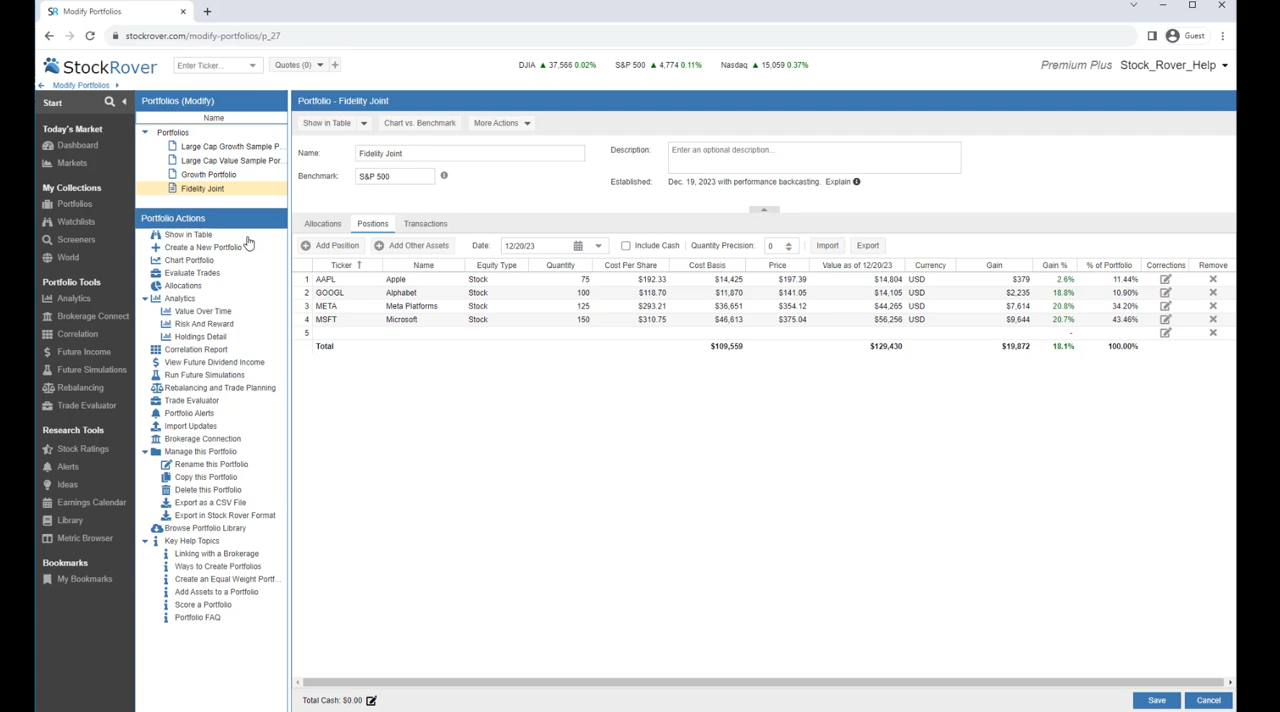 Modify Portfolios
stockrover.com/modify-portfolios/p_27
Guest
StockRover
Enter Ticker...
Quotes (0)
DJIA 37,566 0.02% S&P 500 4,774 0.11% Nasdaq 15,059 0.37%
Premium Plus Stock_Rover_Help
Modify Portfolios
Start
Today's Market
Dashboard
Markets
My Collections
Portfolios
Watchlists
Screeners
World
Portfolio Tools
Analytics
Brokerage Connect
Correlation
Future Income
Future Simulations
Rebalancing
Trade Evaluator
Research Tools
Stock Ratings
Alerts
Ideas
Earnings Calendar
Library
Metric Browser
Bookmarks
My Bookmarks
Portfolios (Modify)
Name
Portfolios
Large Cap Growth Sample P...
Large Cap Value Sample Por...
Growth Portfolio
Fidelity Joint
Portfolio Actions
Show in Table
Create a New Portfolio
Chart Portfolio
Evaluate Trades
Allocations
Analytics
Value Over Time
Risk And Reward
Holdings Detail
Correlation Report
View Future Dividend Income
Run Future Simulations
Rebalancing and Trade Planning
Trade Evaluator
Portfolio Alerts
Import Updates
Brokerage Connection
Manage this Portfolio
Rename this Portfolio
Copy this Portfolio
Delete this Portfolio
Export as a CSV File
Export in Stock Rover Format
Browse Portfolio Library
Key Help Topics
Linking with a Brokerage
Ways to Create Portfolios
Create an Equal Weight Portf...
Add Assets to a Portfolio
Score a Portfolio
Portfolio FAQ
Portfolio - Fidelity Joint
Show in Table Chart vs. Benchmark More Actions
Name: Fidelity Joint
Benchmark: S&P 500
Description: Enter an optional description...
Established: Dec. 19, 2023 with performance backcasting. Explain
Allocations Positions Transactions
Add Position Add Other Assets Date: 12/20/23 Include Cash Quantity Precision: 0 Import Export
Ticker Name Equity Type Quantity Cost Per Share Cost Basis Price Value as of 12/20/23 Currency Gain Gain % % of Portfolio Corrections Remove
1 AAPL Apple Stock 75 $192.33 $14,425 $197.39 $14,804 USD $379 2.6% 11.44%
2 GOOGL Alphabet Stock 100 $118.70 $11,870 $141.05 $14,105 USD $2,235 18.8% 10.90%
3 META Meta Platforms Stock 125 $293.21 $36,651 $354.12 $44,265 USD $7,614 20.8% 34.20%
4 MSFT Microsoft Stock 150 $310.75 $46,613 $375.04 $56,256 USD $9,644 20.7% 43.46%
5 -
Total $109,559 $129,430 $19,872 18.1% 100.00%
Total Cash: $0.00
Save Cancel